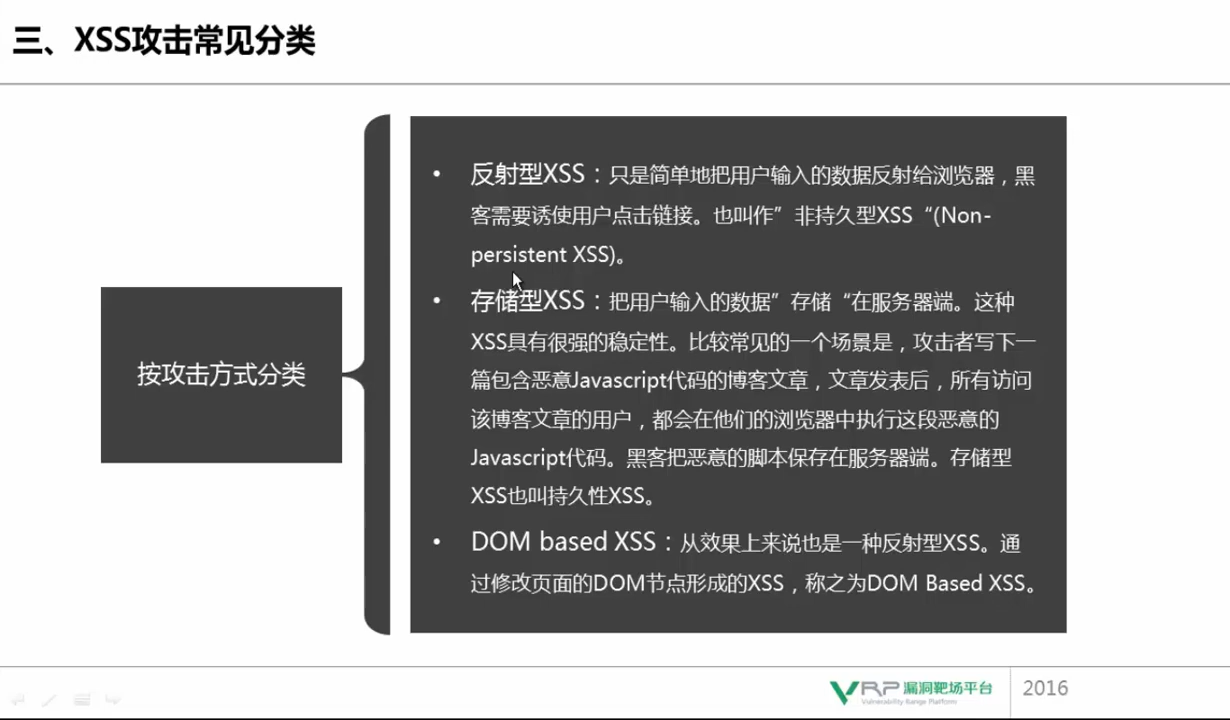 三、XSS攻击常见分类
按攻击方式分类
• 反射型XSS：只是简单地把用户输入的数据反射给浏览器，黑
客需要诱使用户点击链接。也叫作”非持久型XSS“(Non-
persistent XSS)。
• 存储型XSS：把用户输入的数据”存储“在服务器端。这种
XSS具有很强的稳定性。比较常见的一个场景是，攻击者写下一
篇包含恶意Javascript代码的博客文章，文章发表后，所有访问
该博客文章的用户，都会在他们的浏览器中执行这段恶意的
Javascript代码。黑客把恶意的脚本保存在服务器端。存储型
XSS也叫持久性XSS。
• DOM based XSS：从效果上来说也是一种反射型XSS。通
过修改页面的DOM节点形成的XSS，称之为DOM Based XSS。
VRP 漏洞靶场平台
Vulnerability Range Platform
2016